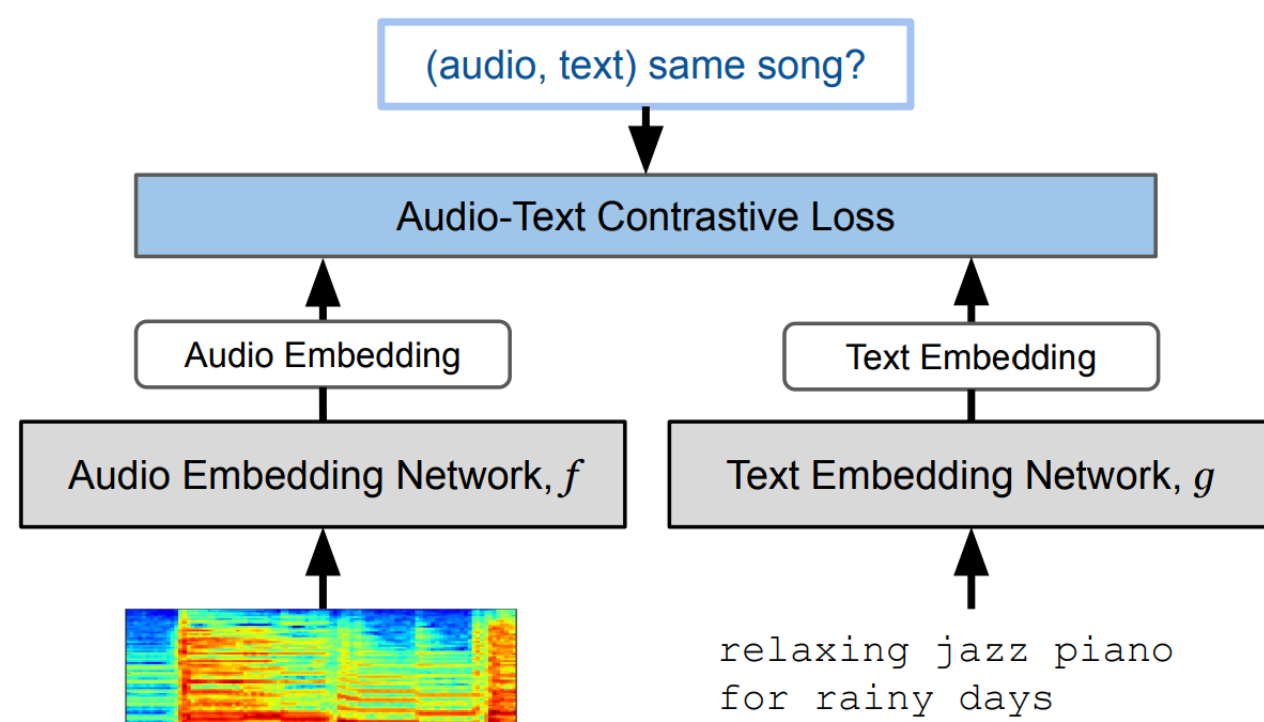 (audio, text) same song?
Audio-Text Contrastive Loss
Audio Embedding
Text Embedding
Audio Embedding Network, f
Text Embedding Network, g
relaxing jazz piano
for rainy days